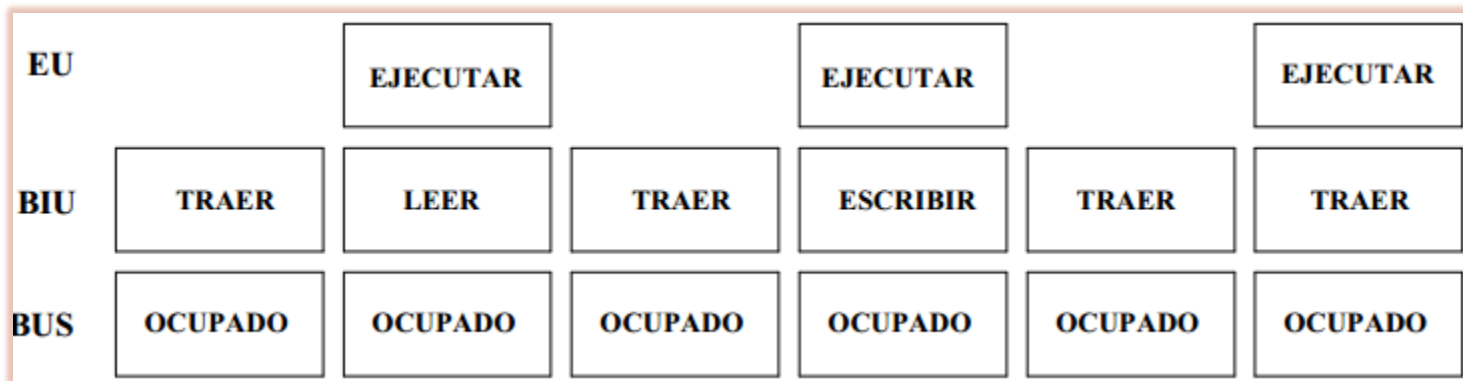 EU EJECUTAR EJECUTAR EJECUTAR
BIU TRAER LEER TRAER ESCRIBIR TRAER TRAER
BUS OCUPADO OCUPADO OCUPADO OCUPADO OCUPADO OCUPADO